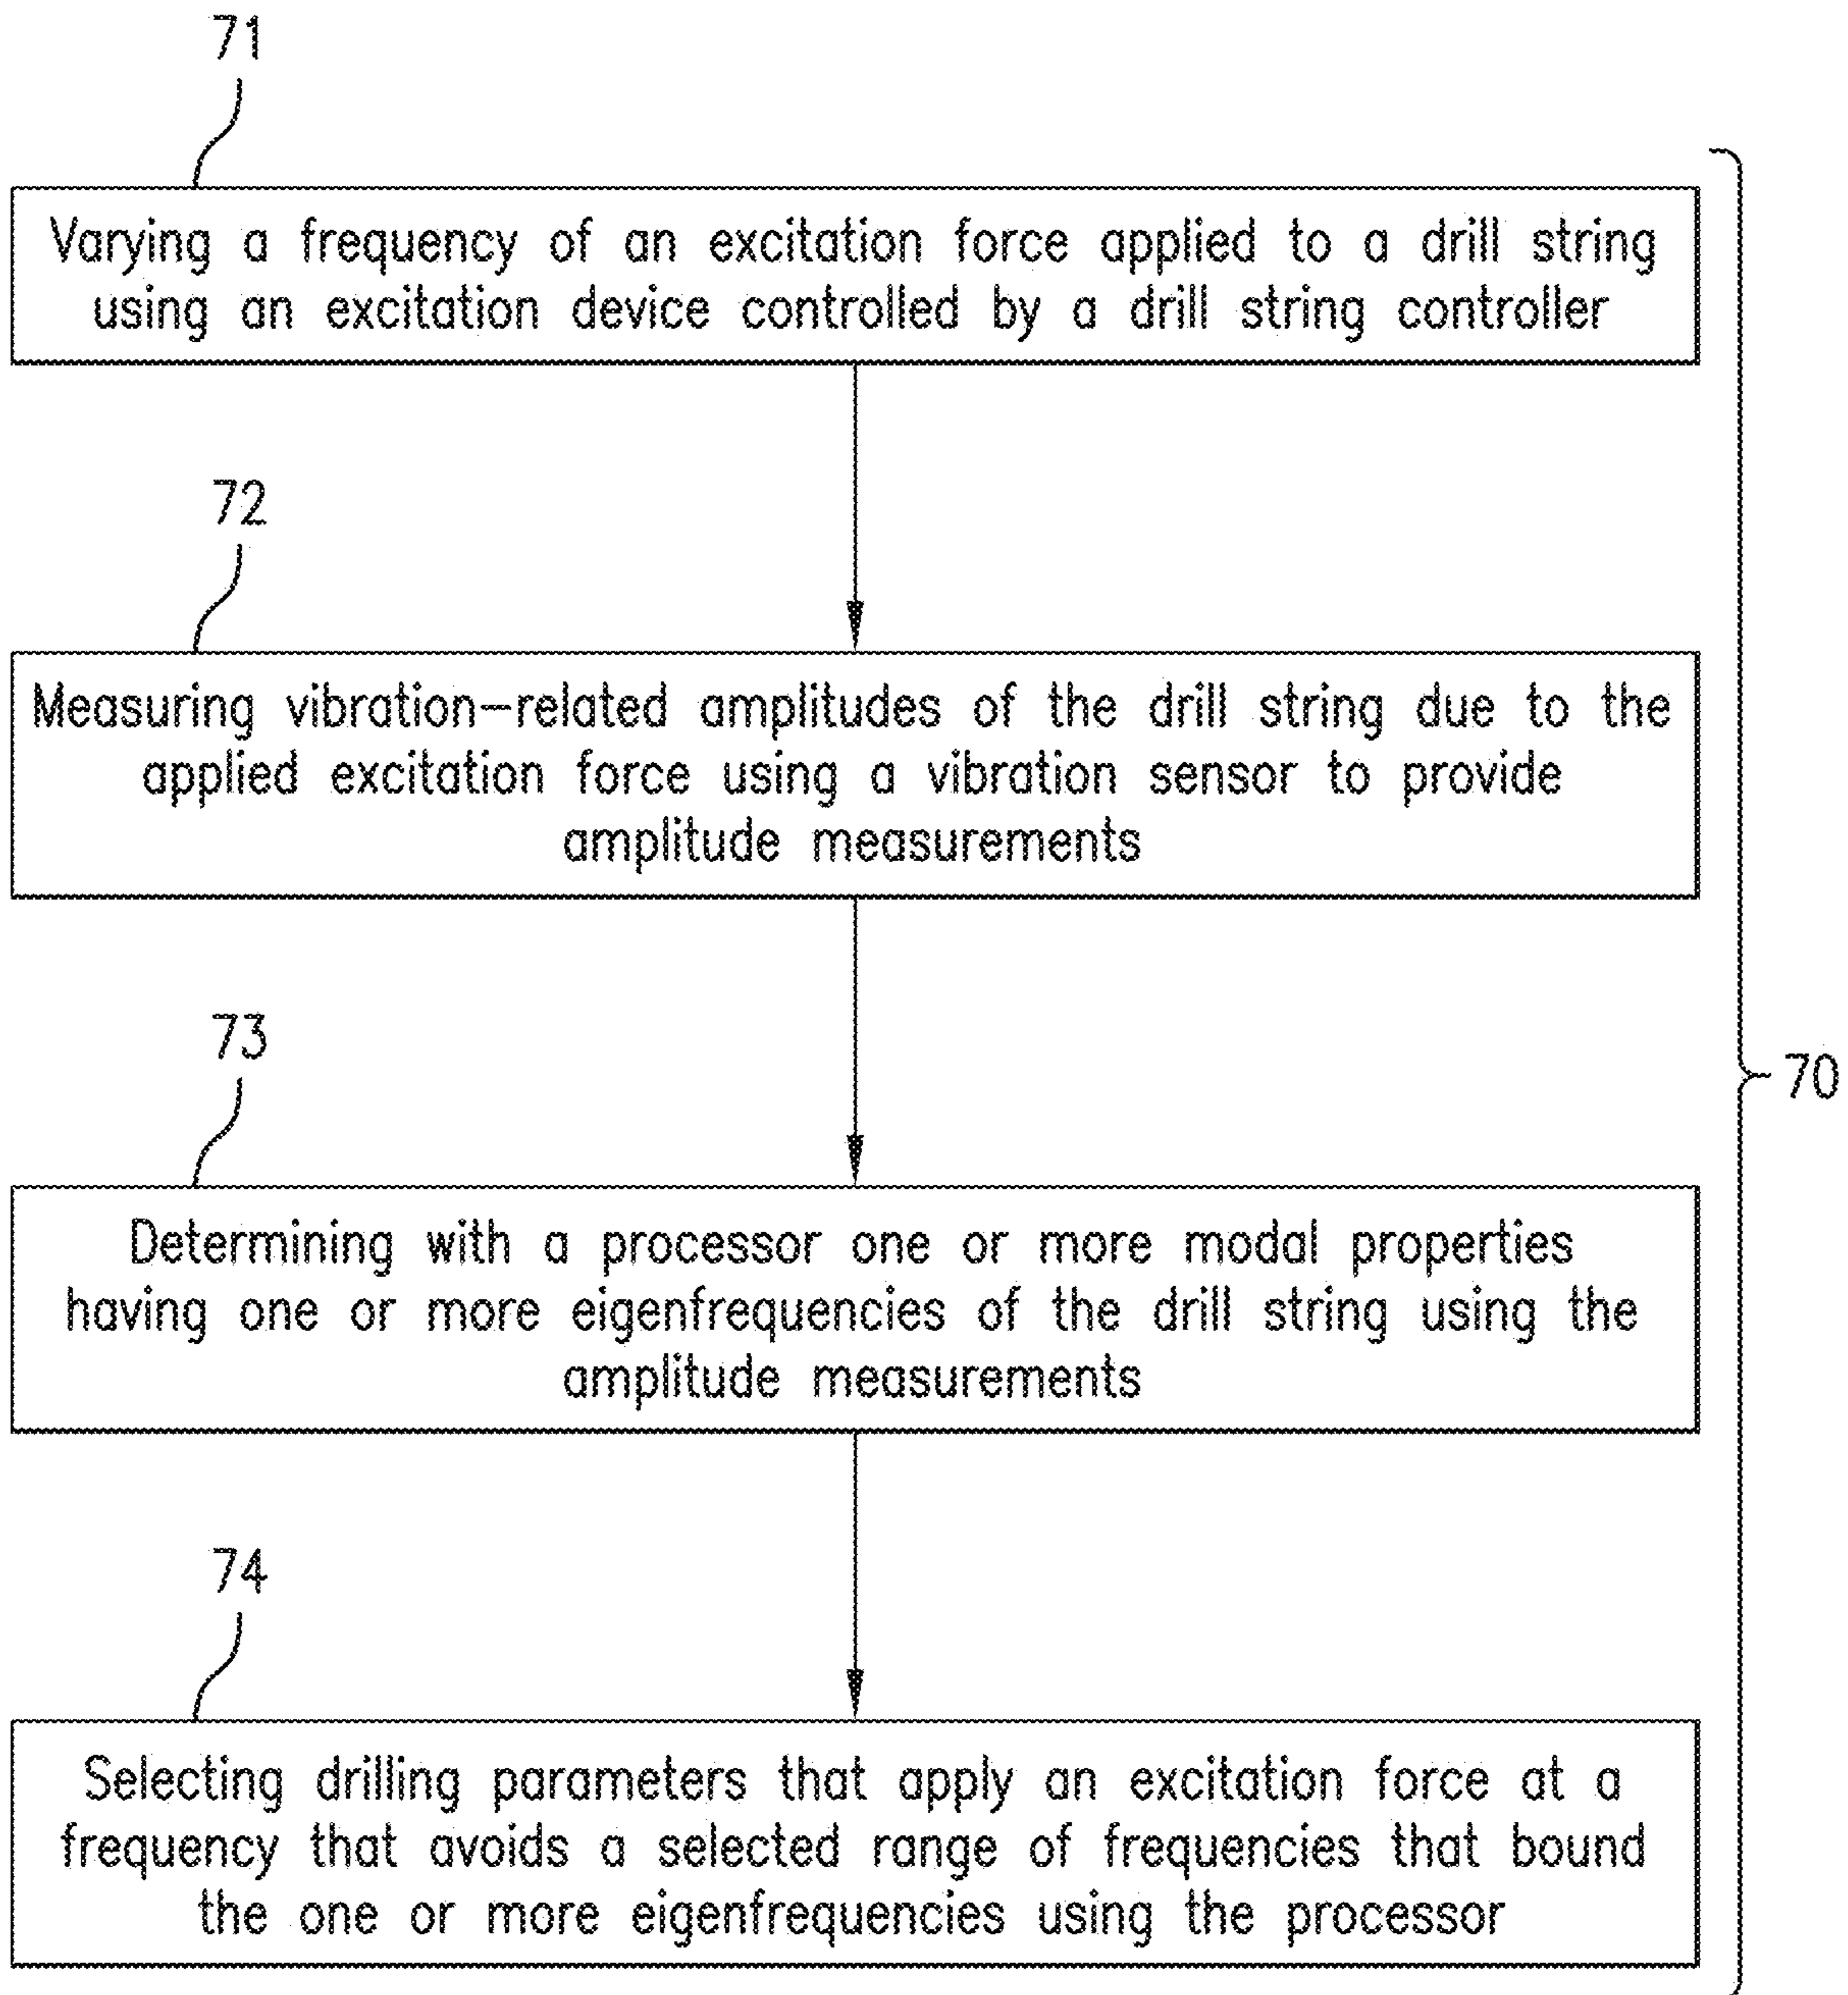 71
Varying a frequency of an excitation force applied to a drill string
using an excitation device controlled by a drill string controller
72
Measuring vibration—related amplitudes of the drill string due to the
applied excitation force using a vibration sensor to provide
amplitude measurements
73
Determining with a processor one or more modal properties
having one or more eigenfrequencies of the drill string using the
amplitude measurements
70
74
Selecting drilling parameters that apply an excitation force at a
frequency that avoids a selected range of frequencies that bound
the one or more eigenfrequencies using the processor